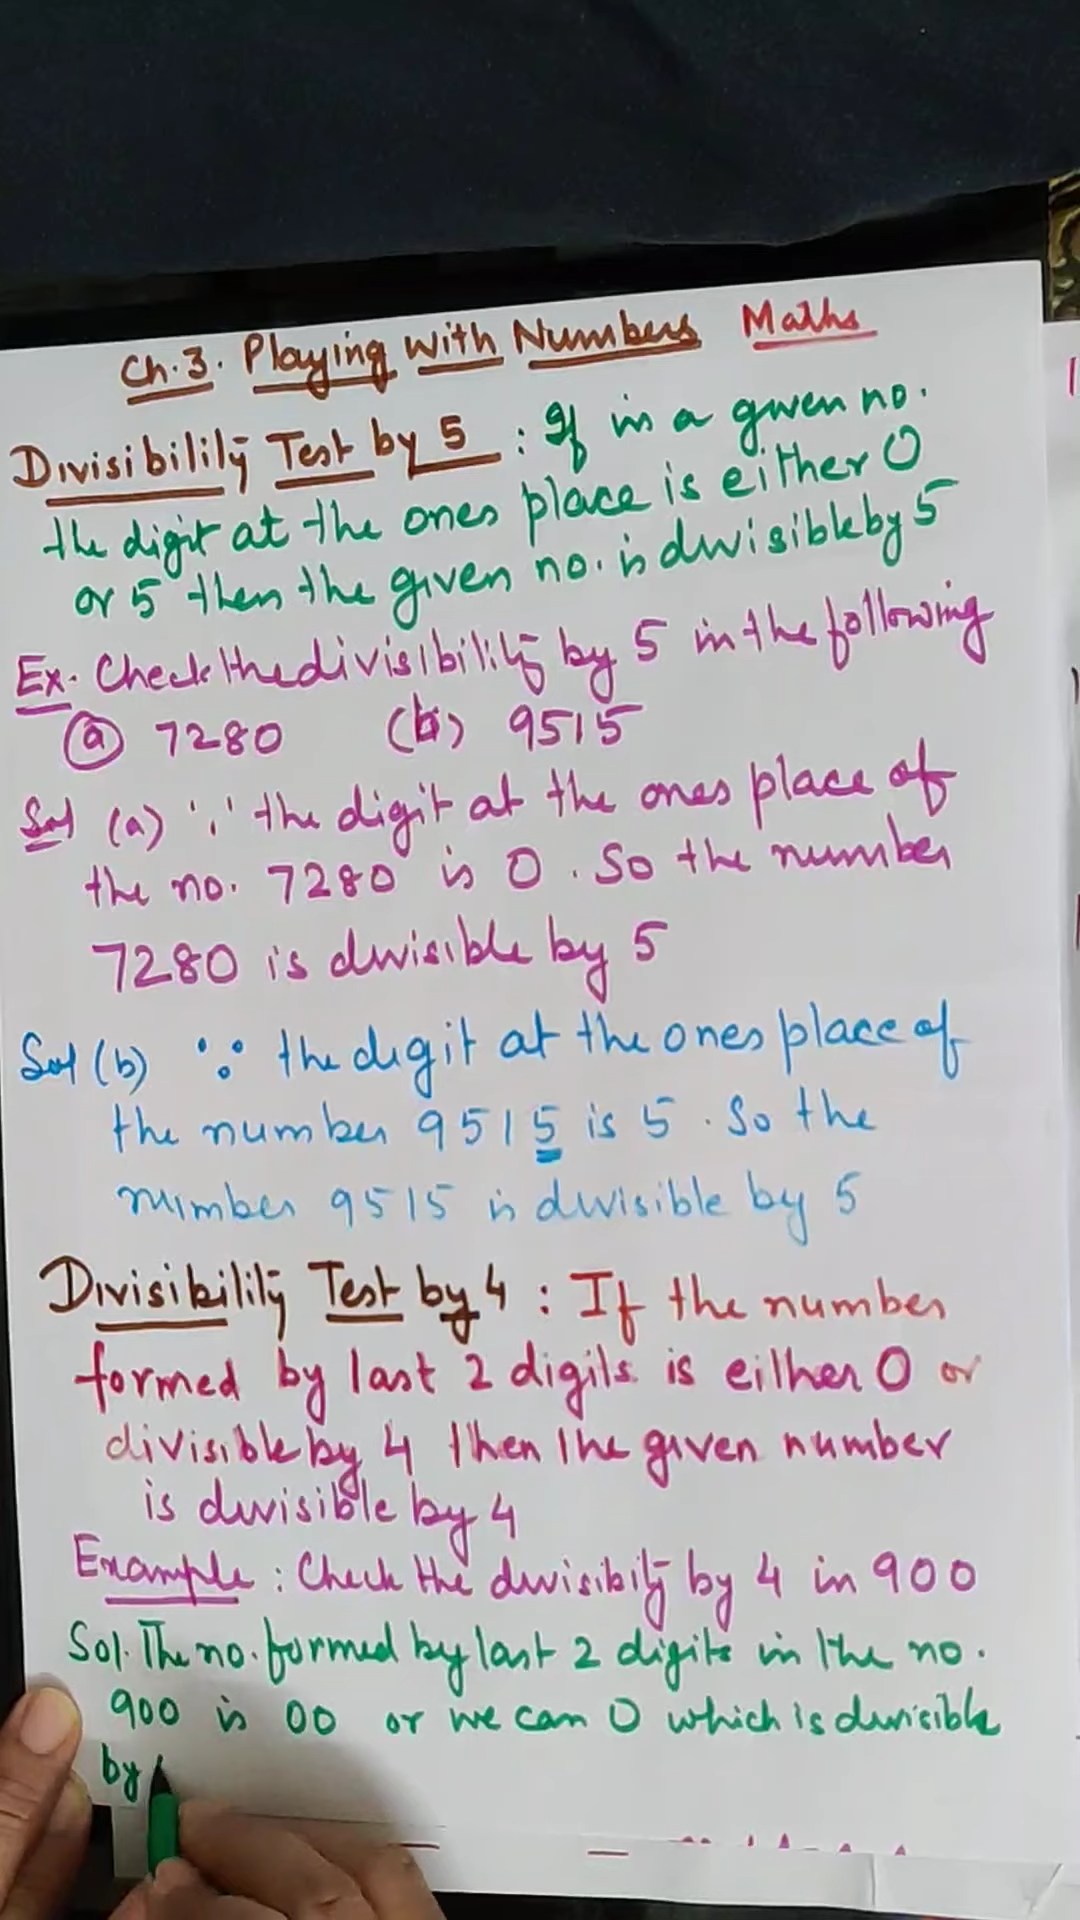 Ch.3. Playing with Numbers Maths
Divisibility Test by 5 : If in a given no.
the digit at the ones place is either 0
or 5 then the given no. is divisible by 5
Ex. Check the divisibility by 5 in the following
(a) 7280 (b) 9515
Sol (a) ∵ the digit at the ones place of
the no. 7280 is 0. So the number
7280 is divisible by 5
Sol (b) ∵ the digit at the ones place of
the number 9515 is 5. So the
number 9515 is divisible by 5
Divisibility Test by 4 : If the number
formed by last 2 digits is either 0 or
divisible by 4 then the given number
is divisible by 4
Example : Check the divisibity by 4 in 900
Sol. The no. formed by last 2 digits in the no.
900 is 00 or we can 0 which is divisible
by